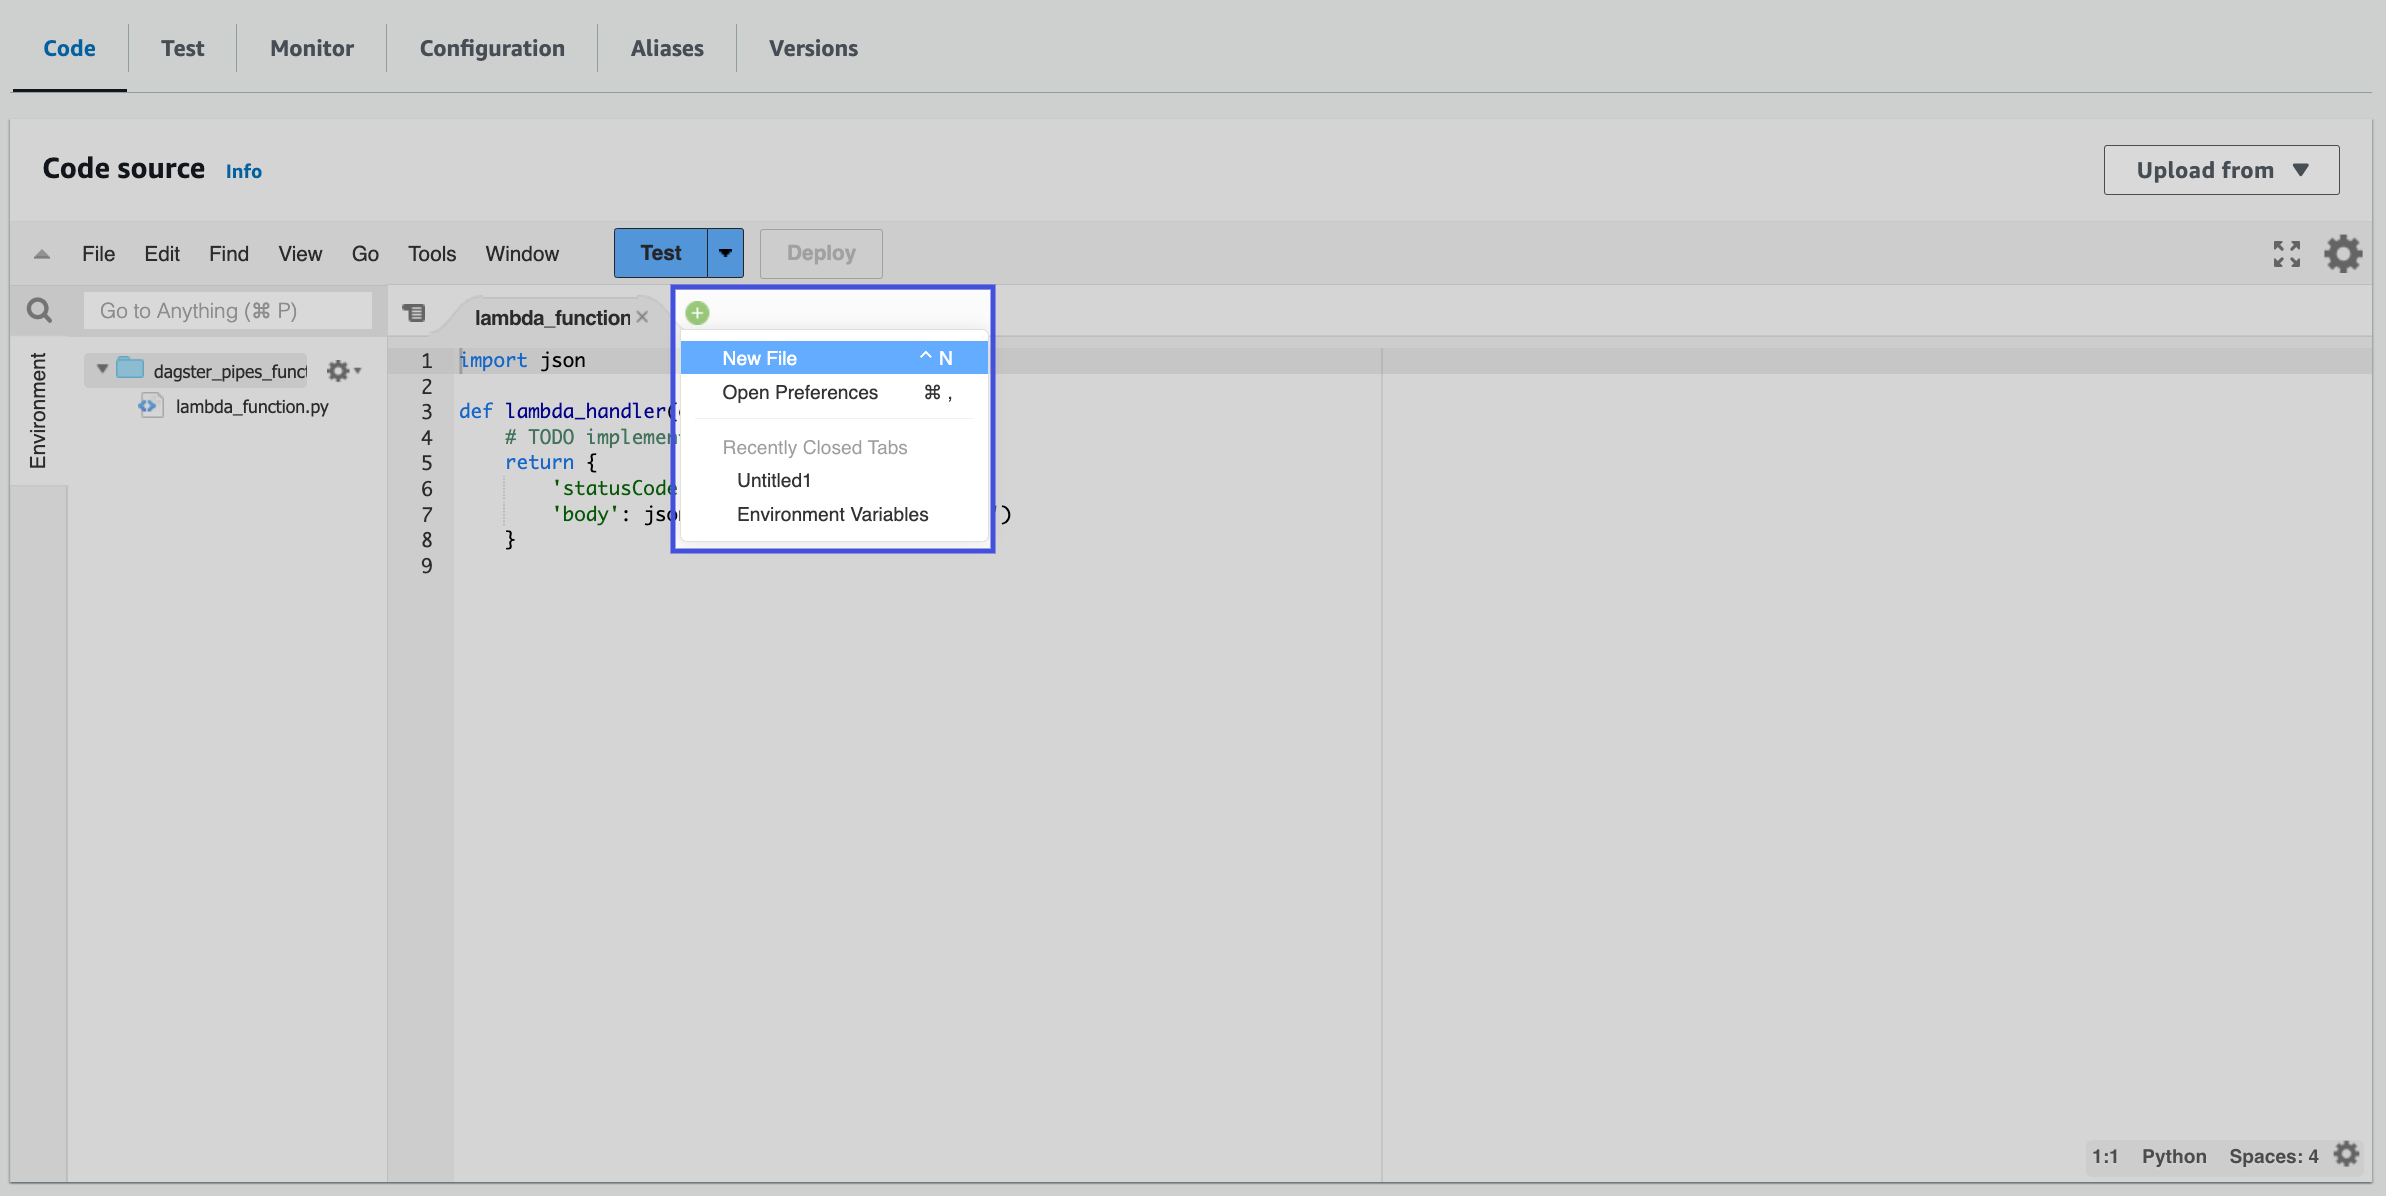 Code Test Monitor Configuration Aliases Versions
Code source Info
Upload from
File Edit Find View Go Tools Window Test Deploy
Go to Anything (⌘ P)
lambda_function
Environment
dagster_pipes_funct
lambda_function.py
1 import json
2
3 def lambda_handler(
4 # TODO implement
5 return {
6 'statusCode
7 'body': json ')
8 }
9
New File ^ N
Open Preferences ⌘ ,
Recently Closed Tabs
Untitled1
Environment Variables
1:1 Python Spaces: 4